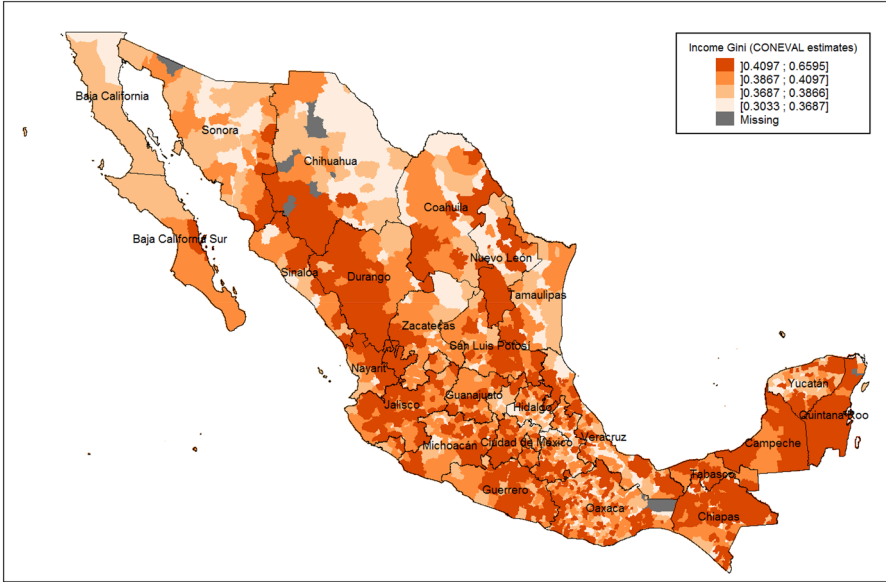 Income Gini (CONEVAL estimates)
]0.4097 ; 0.6595]
]0.3867 ; 0.4097]
]0.3687 ; 0.3866]
[0.3033 ; 0.3687]
Missing
Baja California
Sonora
Chihuahua
Coahuila
Baja California Sur
Nuevo León
Sinaloa
Durango
Tamaulipas
Zacatecas
San Luis Potosí
Nayarit
Yucatán
Guanajuato
Jalisco
Hidalgo
Quintana Roo
Michoacán
Ciudad de México
Veracruz
Campeche
Tabasco
Guerrero
Oaxaca
Chiapas